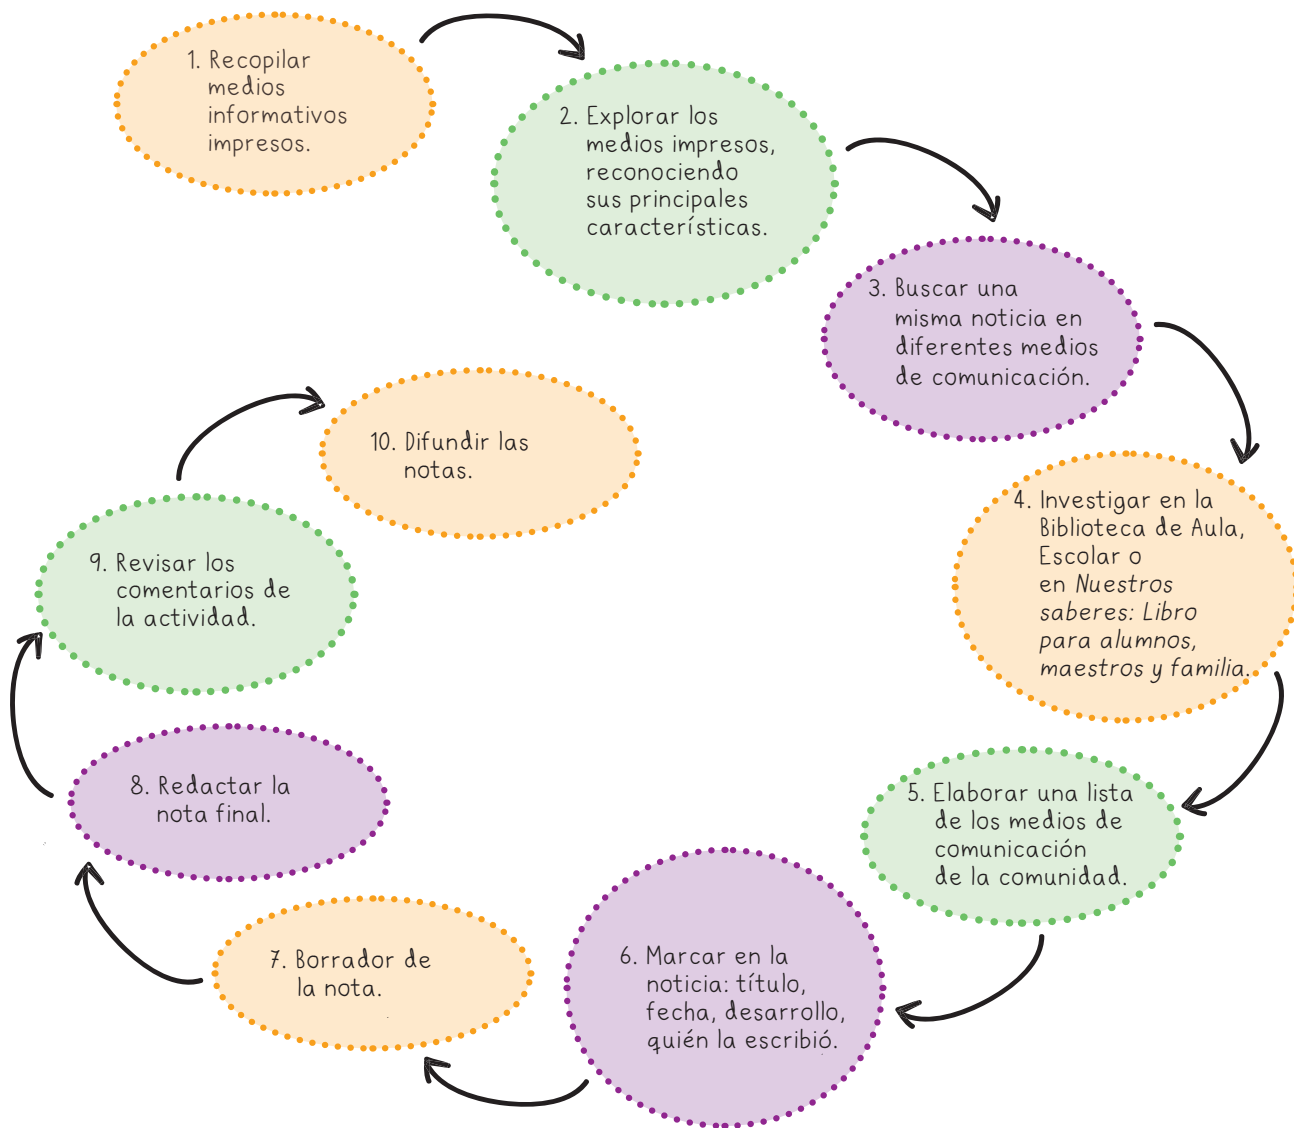 1. Recopilar
medios
informativos
impresos.
2. Explorar los
medios impresos,
reconociendo
sus principales
características.
3. Buscar una
misma noticia en
diferentes medios
de comunicación.
4. Investigar en la
Biblioteca de Aula,
Escolar o
en Nuestros
saberes: Libro
para alumnos,
maestros y familia.
5. Elaborar una lista
de los medios de
comunicación
de la comunidad.
6. Marcar en la
noticia: título,
fecha, desarrollo,
quién la escribió.
7. Borrador de
la nota.
8. Redactar la
nota final.
9. Revisar los
comentarios de
la actividad.
10. Difundir las
notas.